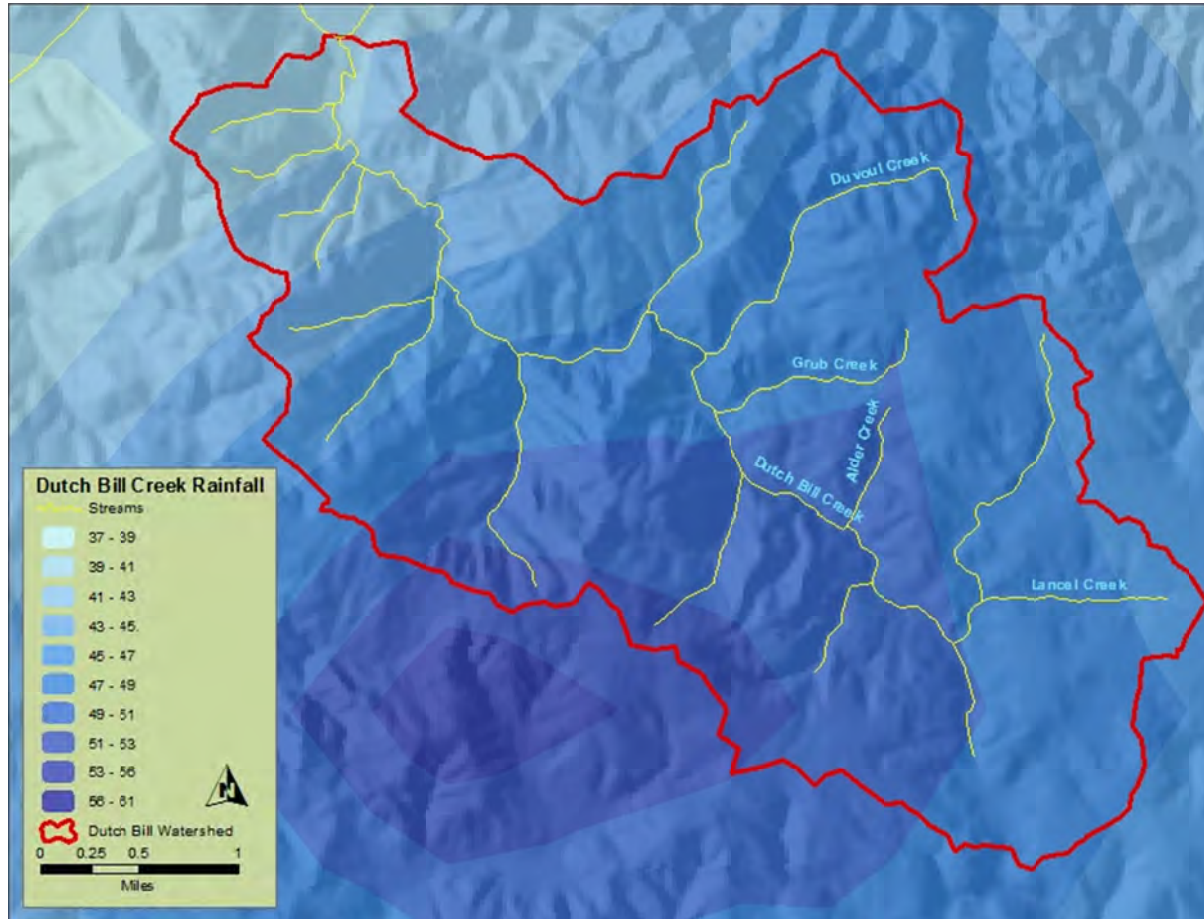 Duvoul Creek
Grub Creek
Alder Creek
Dutch Bill Creek
Lancel Creek
Dutch Bill Creek Rainfall
Streams
37 - 39
39 - 41
41 - 43
43 - 45.
45 - 47
47 - 49
49 - 51
51 - 53
53 - 56
56 - 61
N
Dutch Bill Watershed
0 0.25 0.5 1
Miles